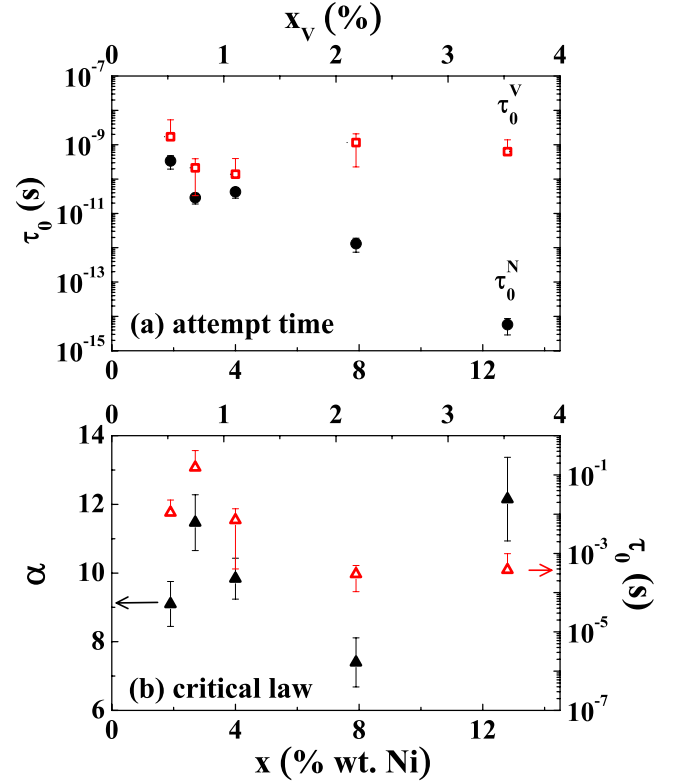 x_V (%)
0 1 2 3 4
10^-7
10^-9
10^-11
10^-13
10^-15
τ_0 (s)
τ_0^V
τ_0^N
(a) attempt time
0 4 8 12
0 1 2 3 4
14
12
10
8
6
α
10^-1
10^-3
10^-5
10^-7
τ_0 (s)
(b) critical law
0 4 8 12
x (% wt. Ni)